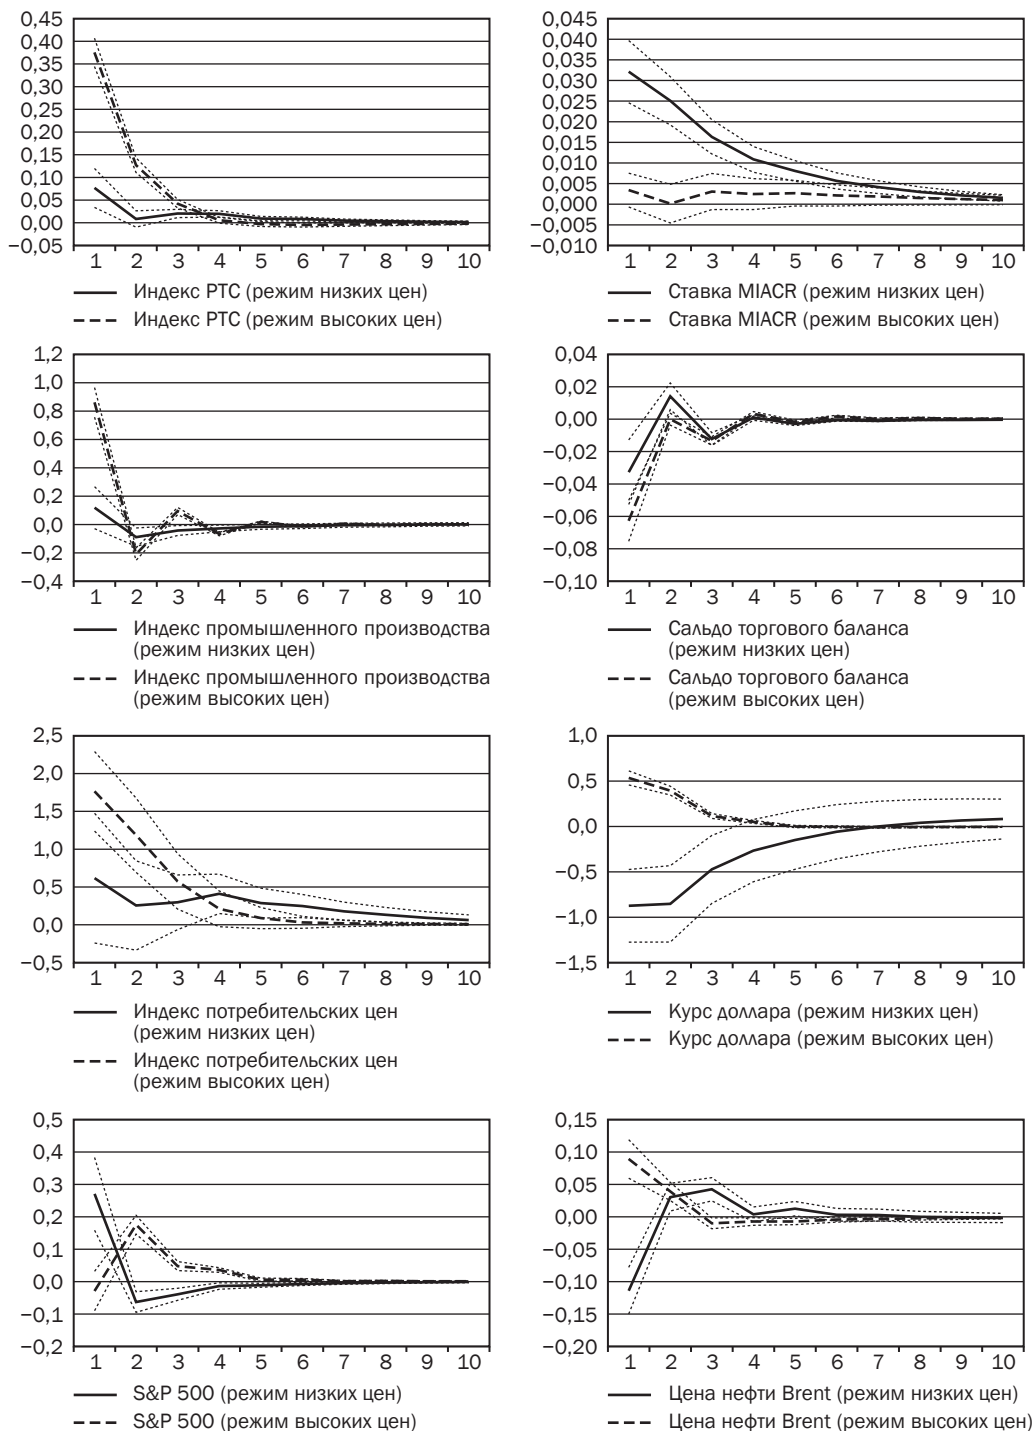 0,45
0,40
0,35
0,30
0,25
0,20
0,15
0,10
0,05
0,00
−0,05
1 2 3 4 5 6 7 8 9 10
Индекс РТС (режим низких цен)
Индекс РТС (режим высоких цен)
0,045
0,040
0,035
0,030
0,025
0,020
0,015
0,010
0,005
0,000
−0,005
−0,010
1 2 3 4 5 6 7 8 9 10
Ставка MIACR (режим низких цен)
Ставка MIACR (режим высоких цен)
1,2
1,0
0,8
0,6
0,4
0,2
0,0
−0,2
−0,4
1 2 3 4 5 6 7 8 9 10
Индекс промышленного производства
(режим низких цен)
Индекс промышленного производства
(режим высоких цен)
0,04
0,02
0,00
−0,02
−0,04
−0,06
−0,08
−0,10
1 2 3 4 5 6 7 8 9 10
Сальдо торгового баланса
(режим низких цен)
Сальдо торгового баланса
(режим высоких цен)
2,5
2,0
1,5
1,0
0,5
0,0
−0,5
1 2 3 4 5 6 7 8 9 10
Индекс потребительских цен
(режим низких цен)
Индекс потребительских цен
(режим высоких цен)
1,0
0,5
0,0
−0,5
−1,0
−1,5
1 2 3 4 5 6 7 8 9 10
Курс доллара (режим низких цен)
Курс доллара (режим высоких цен)
0,5
0,4
0,3
0,2
0,1
0,0
−0,1
−0,2
1 2 3 4 5 6 7 8 9 10
S&P 500 (режим низких цен)
S&P 500 (режим высоких цен)
0,15
0,10
0,05
0,00
−0,05
−0,10
−0,15
−0,20
1 2 3 4 5 6 7 8 9 10
Цена нефти Brent (режим низких цен)
Цена нефти Brent (режим высоких цен)